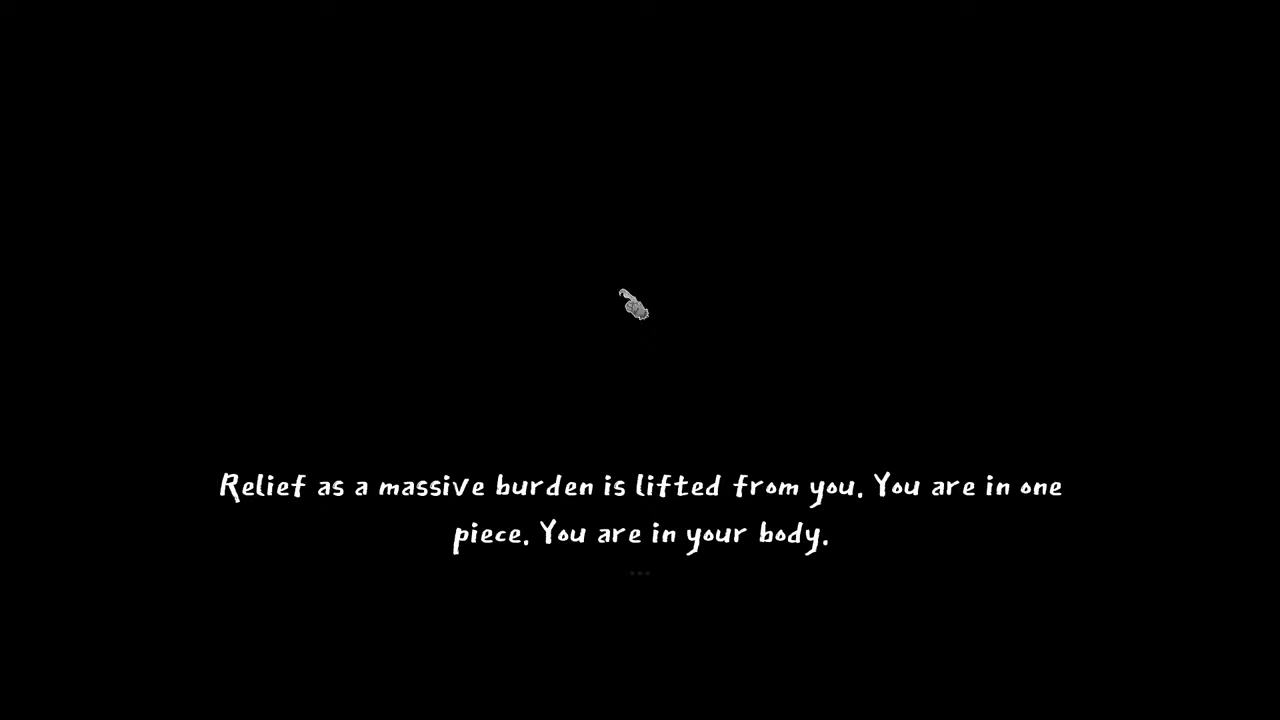 Relief as a massive burden is lifted from you. You are in one
piece. You are in your body.
...